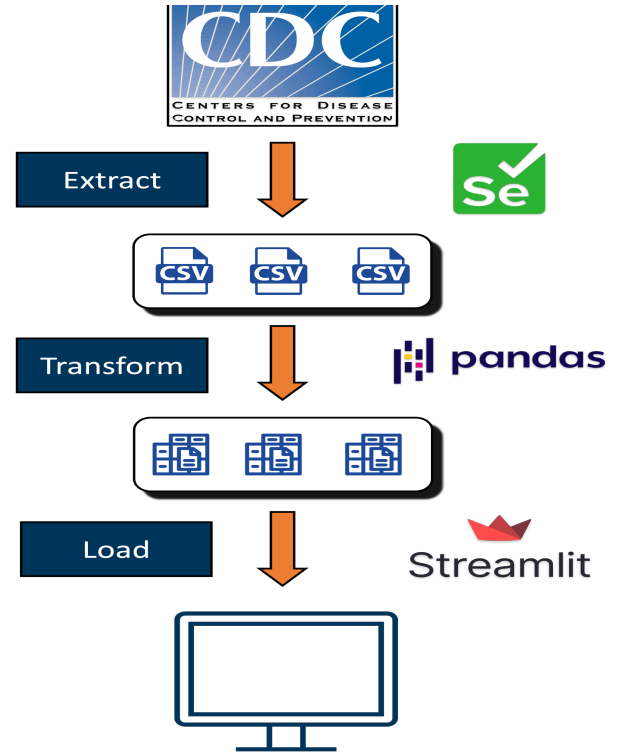 CDC
CENTERS FOR DISEASE
CONTROL AND PREVENTION
Extract
Se
CSV CSV CSV
Transform
pandas
Load
Streamlit